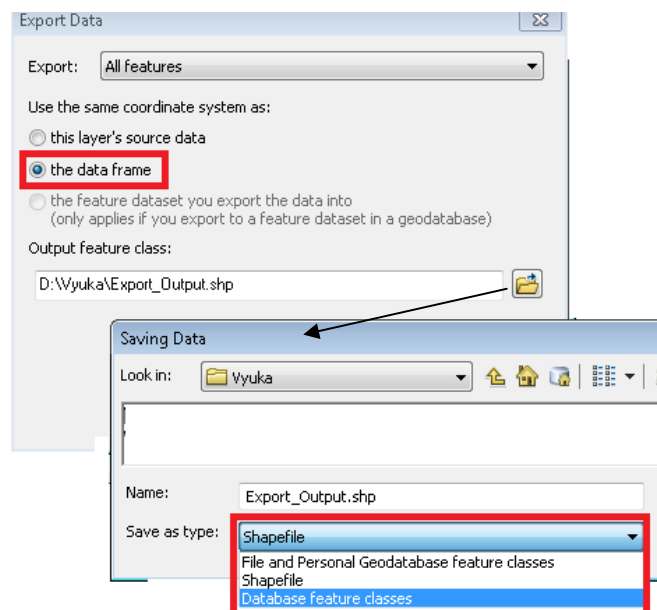 Export Data
Export: All features
Use the same coordinate system as:
this layer's source data
the data frame
the feature dataset you export the data into
(only applies if you export to a feature dataset in a geodatabase)
Output feature class:
D:\Vyuka\Export_Output.shp
Saving Data
Look in: Vyuka
Name: Export_Output.shp
Save as type: Shapefile
File and Personal Geodatabase feature classes
Shapefile
Database feature classes